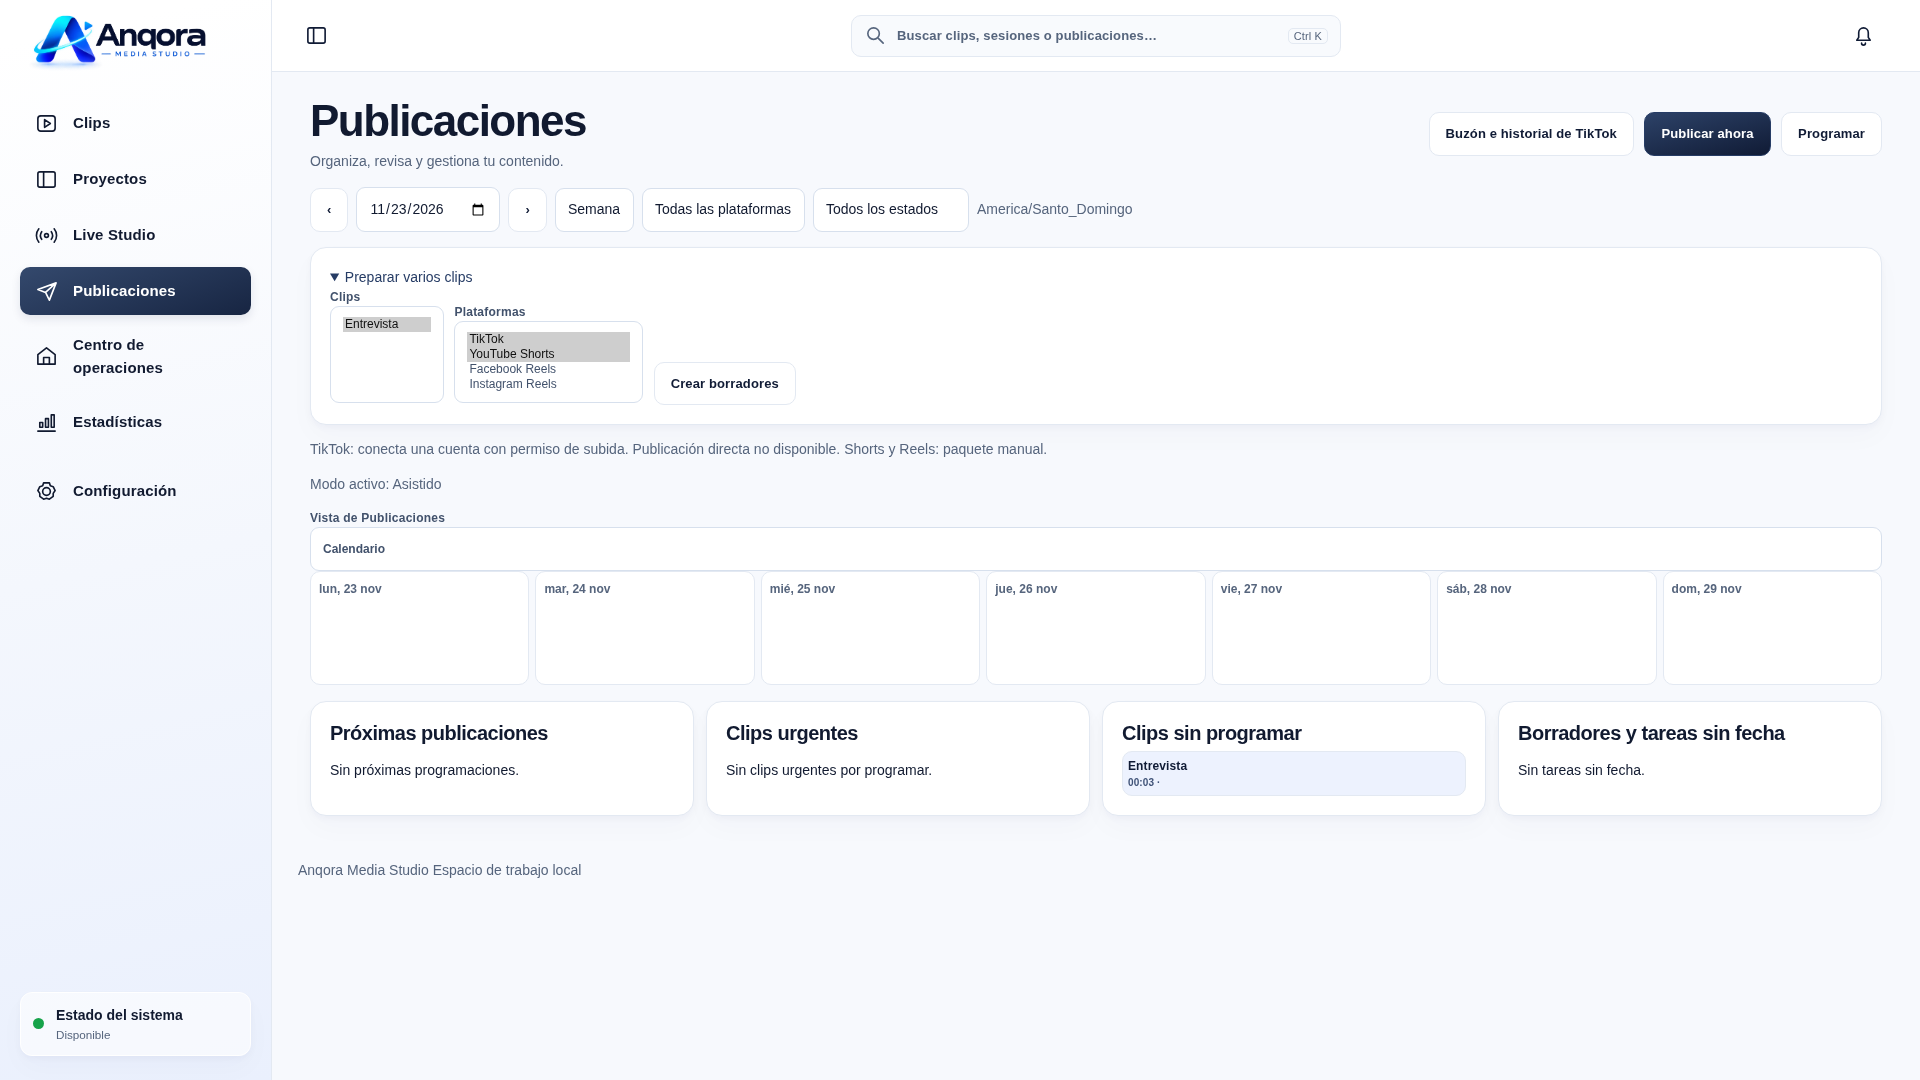 Anqora
MEDIA STUDIO
Buscar clips, sesiones o publicaciones…
Ctrl K
Clips
Proyectos
Live Studio
Publicaciones
Centro de
operaciones
Estadísticas
Configuración
Estado del sistema
Disponible
Publicaciones
Organiza, revisa y gestiona tu contenido.
Buzón e historial de TikTok
Publicar ahora
Programar
‹
11/23/2026
›
Semana
Todas las plataformas
Todos los estados
America/Santo_Domingo
▼ Preparar varios clips
Clips
Entrevista
Plataformas
TikTok
YouTube Shorts
Facebook Reels
Instagram Reels
Crear borradores
TikTok: conecta una cuenta con permiso de subida. Publicación directa no disponible. Shorts y Reels: paquete manual.
Modo activo: Asistido
Vista de Publicaciones
Calendario
lun, 23 nov
mar, 24 nov
mié, 25 nov
jue, 26 nov
vie, 27 nov
sáb, 28 nov
dom, 29 nov
Próximas publicaciones
Sin próximas programaciones.
Clips urgentes
Sin clips urgentes por programar.
Clips sin programar
Entrevista
00:03 ·
Borradores y tareas sin fecha
Sin tareas sin fecha.
Anqora Media Studio Espacio de trabajo local